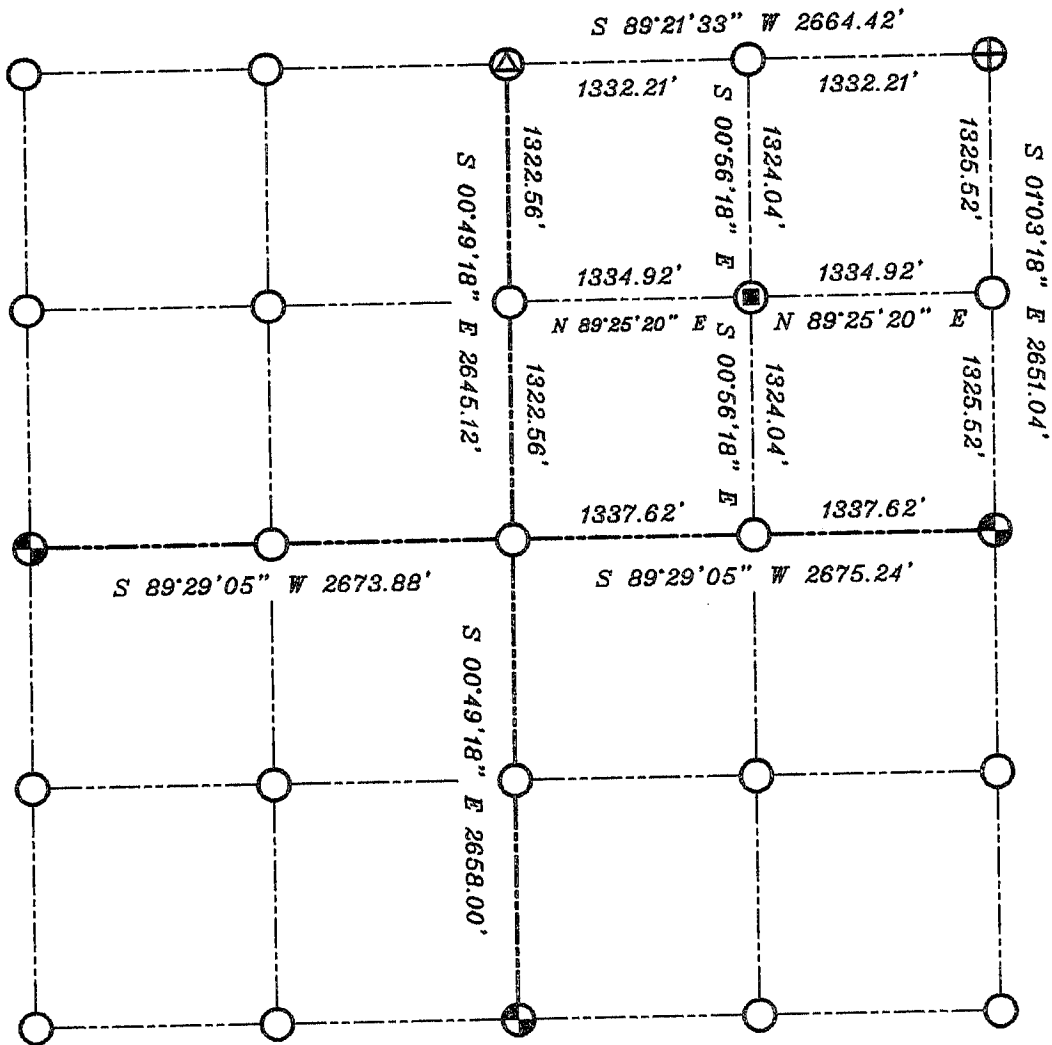 S 89°21'33" W 2664.42'
1332.21'
1332.21'
S 00°49'18" E 2645.12'
1322.56'
S 00°56'18" E
1324.04'
1325.52'
S 01°03'18" E 2651.04'
1334.92'
1334.92'
N 89°25'20" E
N 89°25'20" E
1322.56'
S 00°56'18" E
1324.04'
1325.52'
1337.62'
1337.62'
S 89°29'05" W 2673.88'
S 89°29'05" W 2675.24'
S 00°49'18" E 2658.00'